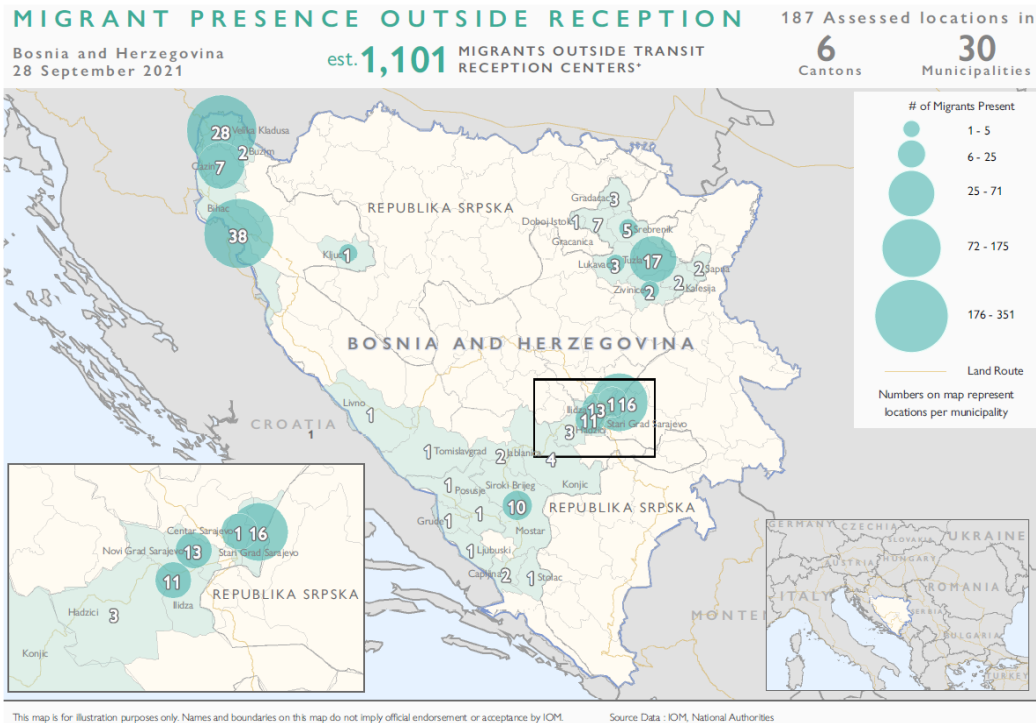 MIGRANT PRESENCE OUTSIDE RECEPTION
187 Assessed locations in
Bosnia and Herzegovina
28 September 2021
est. 1,101 MIGRANTS OUTSIDE TRANSIT
RECEPTION CENTERS*
6
Cantons
30
Municipalities
# of Migrants Present
1 - 5
6 - 25
25 - 71
72 - 175
176 - 351
Land Route
Numbers on map represent
locations per municipality
28 Velika Kladusa
2 Buzim
Cazin 7
Bihac
38
REPUBLIKA SRPSKA
Kljuc 1
Gradacac 3
Doboj-Istok 1
7
Gracanica
5 Srebrenik
Lukavac 3
Tuzla 17
2 Sapna
2 Kalesija
Zivinice 2
BOSNIA AND HERZEGOVINA
Livno
1
CROATIA
1
Ilidza 13 1 16
11
3 Hadzici
Stari Grad Sarajevo
1 Tomislavgrad
2 Jablanica
4
1 Posusje
Siroki Brijeg
Konjic
10
REPUBLIKA SRPSKA
Grude 1
1
Mostar
1 Ljubuski
Capljina 2
1 Stolac
MONTE
Centar Sarajevo 1 16
Novi Grad Sarajevo 13
Stari Grad Sarajevo
11
Ilidza
REPUBLIKA SRPSKA
Hadzici
3
Konjic
GERMANY
CZECHIA
SLOVAKIA
UKRAINE
AUSTRIA
HUNGARY
ITALY
ROMANIA
SERBIA
BULGARIA
TURKEY
This map is for illustration purposes only. Names and boundaries on this map do not imply official endorsement or acceptance by IOM.
Source Data : IOM, National Authorities